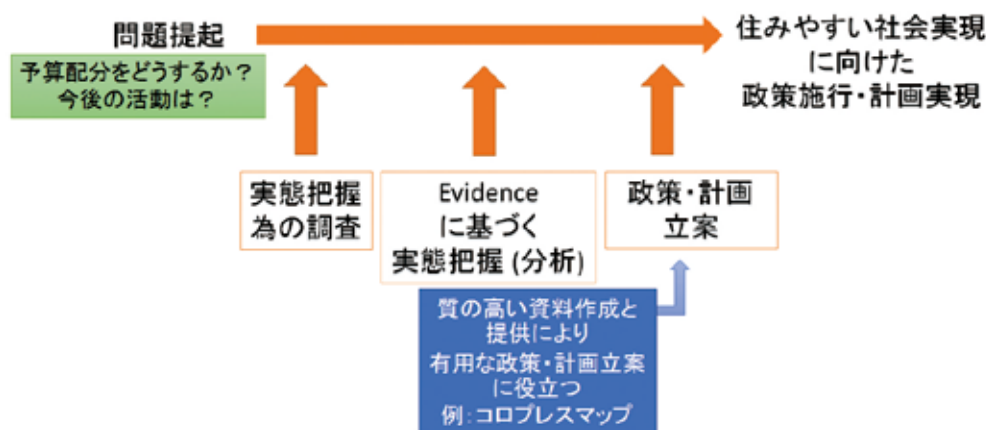 問題提起
予算配分をどうするか？
今後の活動は？
住みやすい社会実現
に向けた
政策施行・計画実現
実態把握
為の調査
Evidence
に基づく
実態把握 (分析)
政策・計画
立案
質の高い資料作成と
提供により
有用な政策・計画立案
に役立つ
例：コロプレスマップ